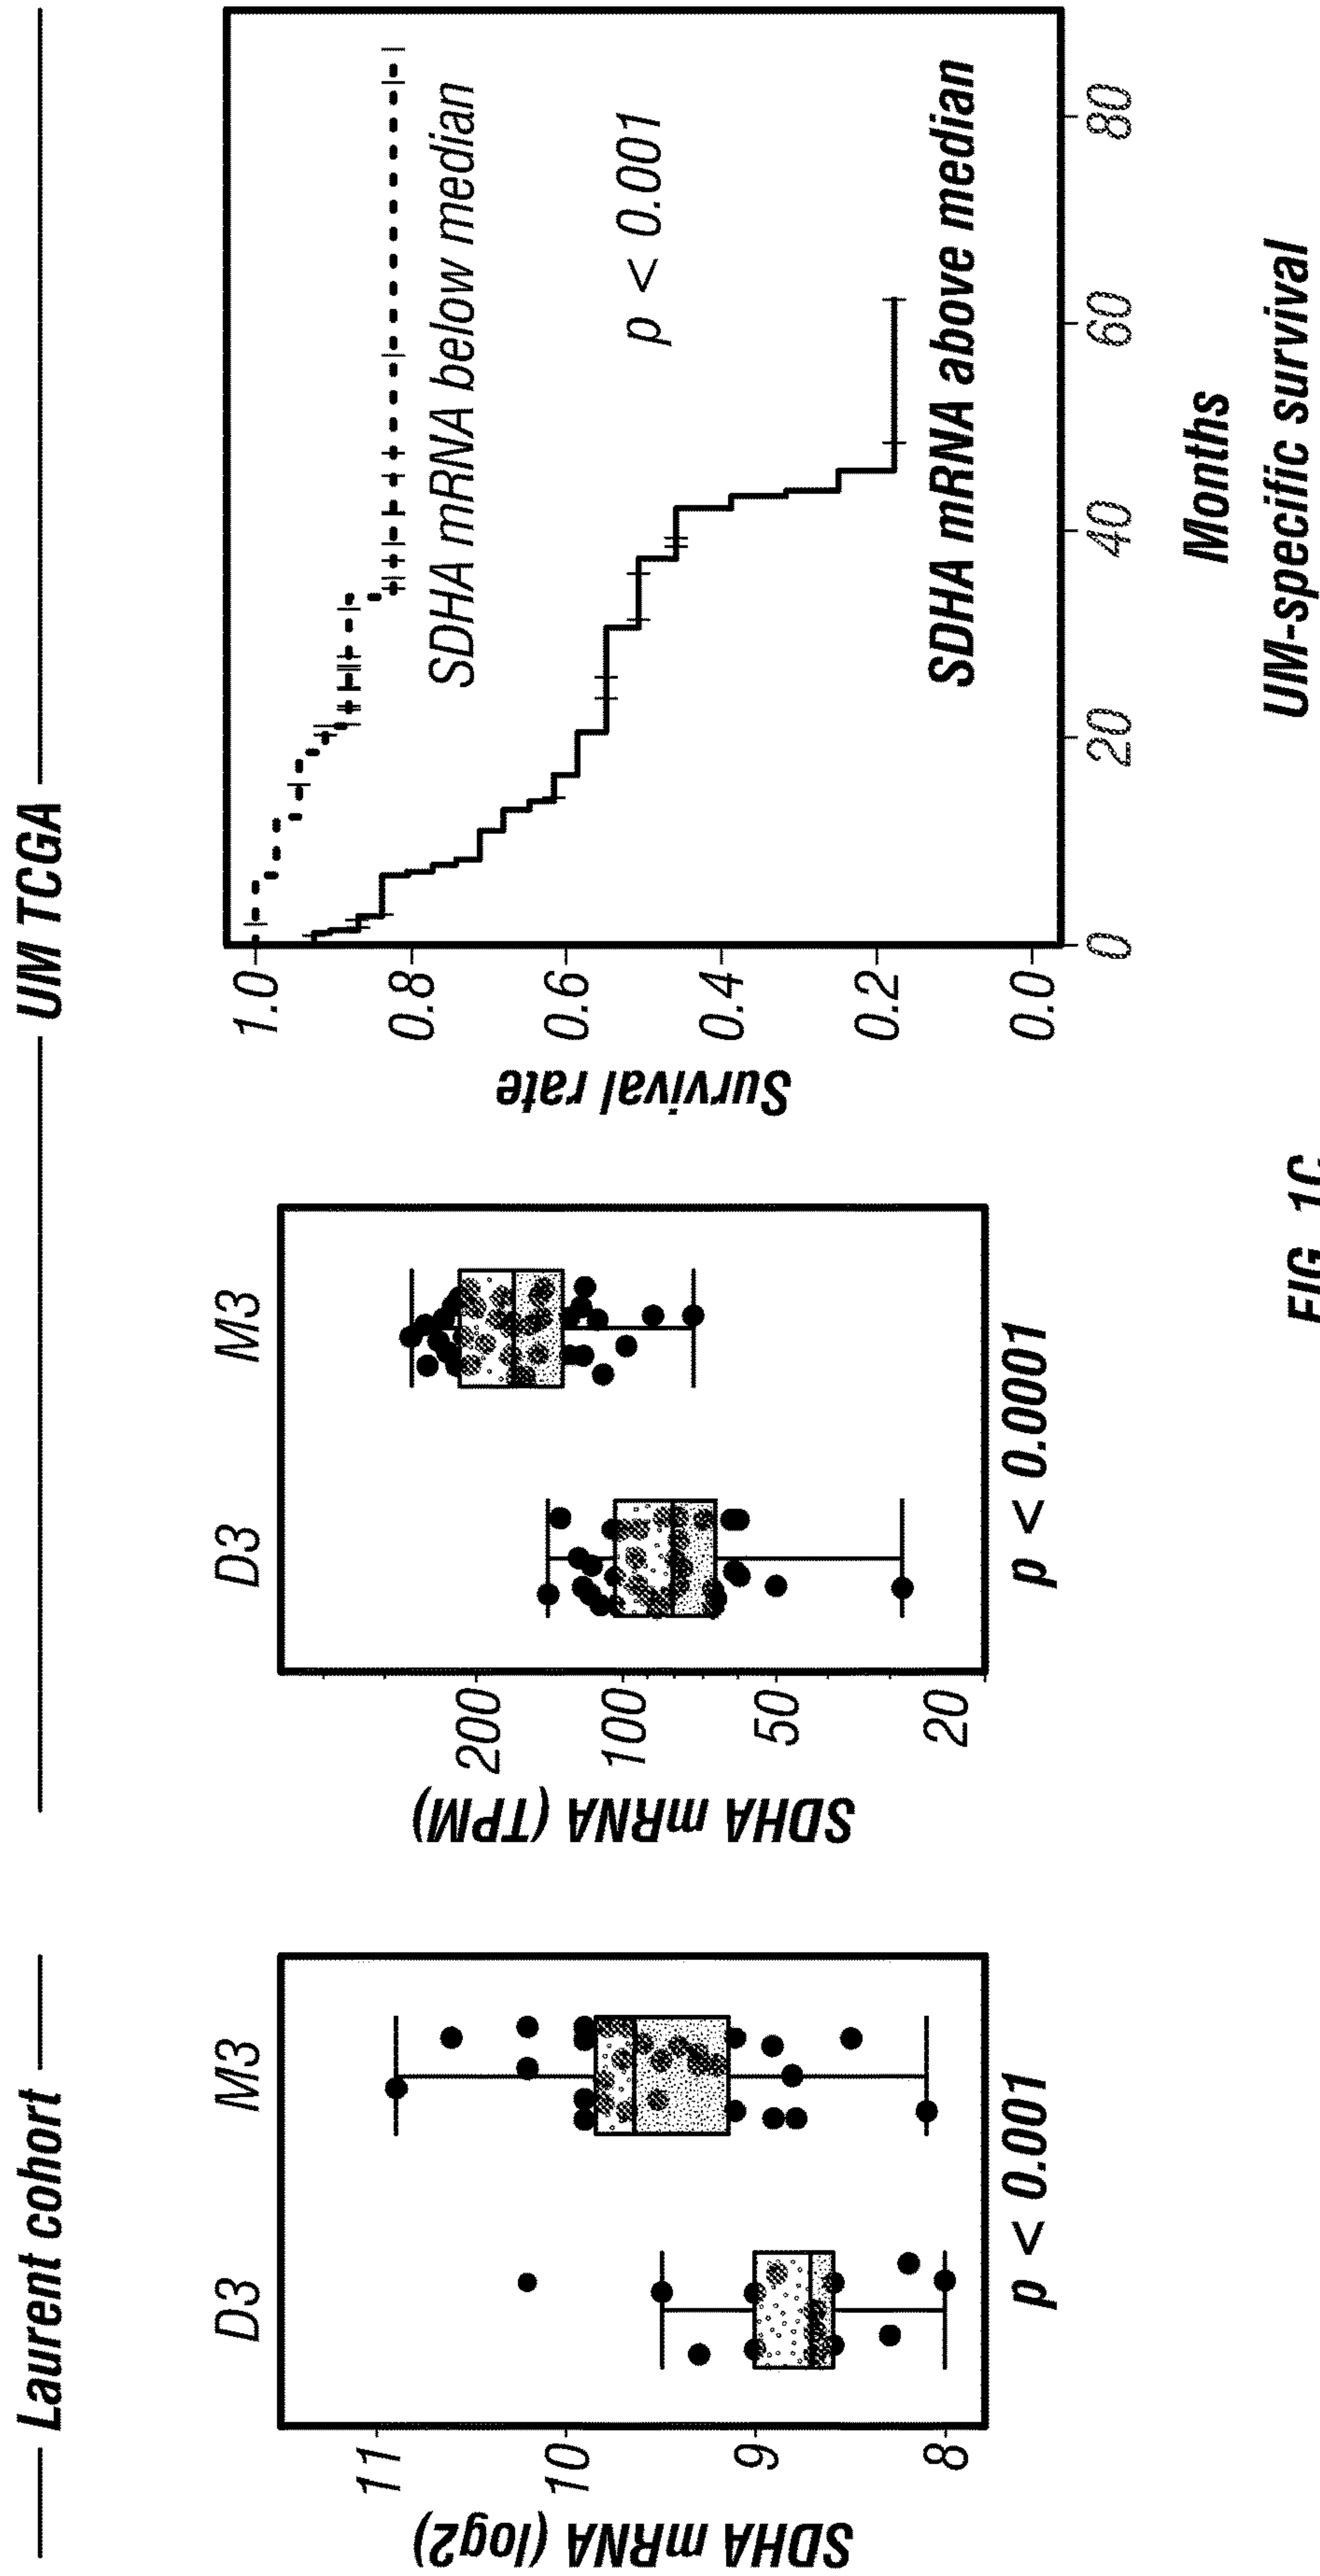 Laurent cohort
UM TCGA
D3 M3
SDHA mRNA (log2)
11
10
9
8
p < 0.001
D3 M3
SDHA mRNA (TPM)
200
100
50
20
p < 0.0001
Survival rate
1.0
0.8
0.6
0.4
0.2
0.0
SDHA mRNA below median
p < 0.001
SDHA mRNA above median
0 20 40 60 80
Months
UM-specific survival
FIG. 1C